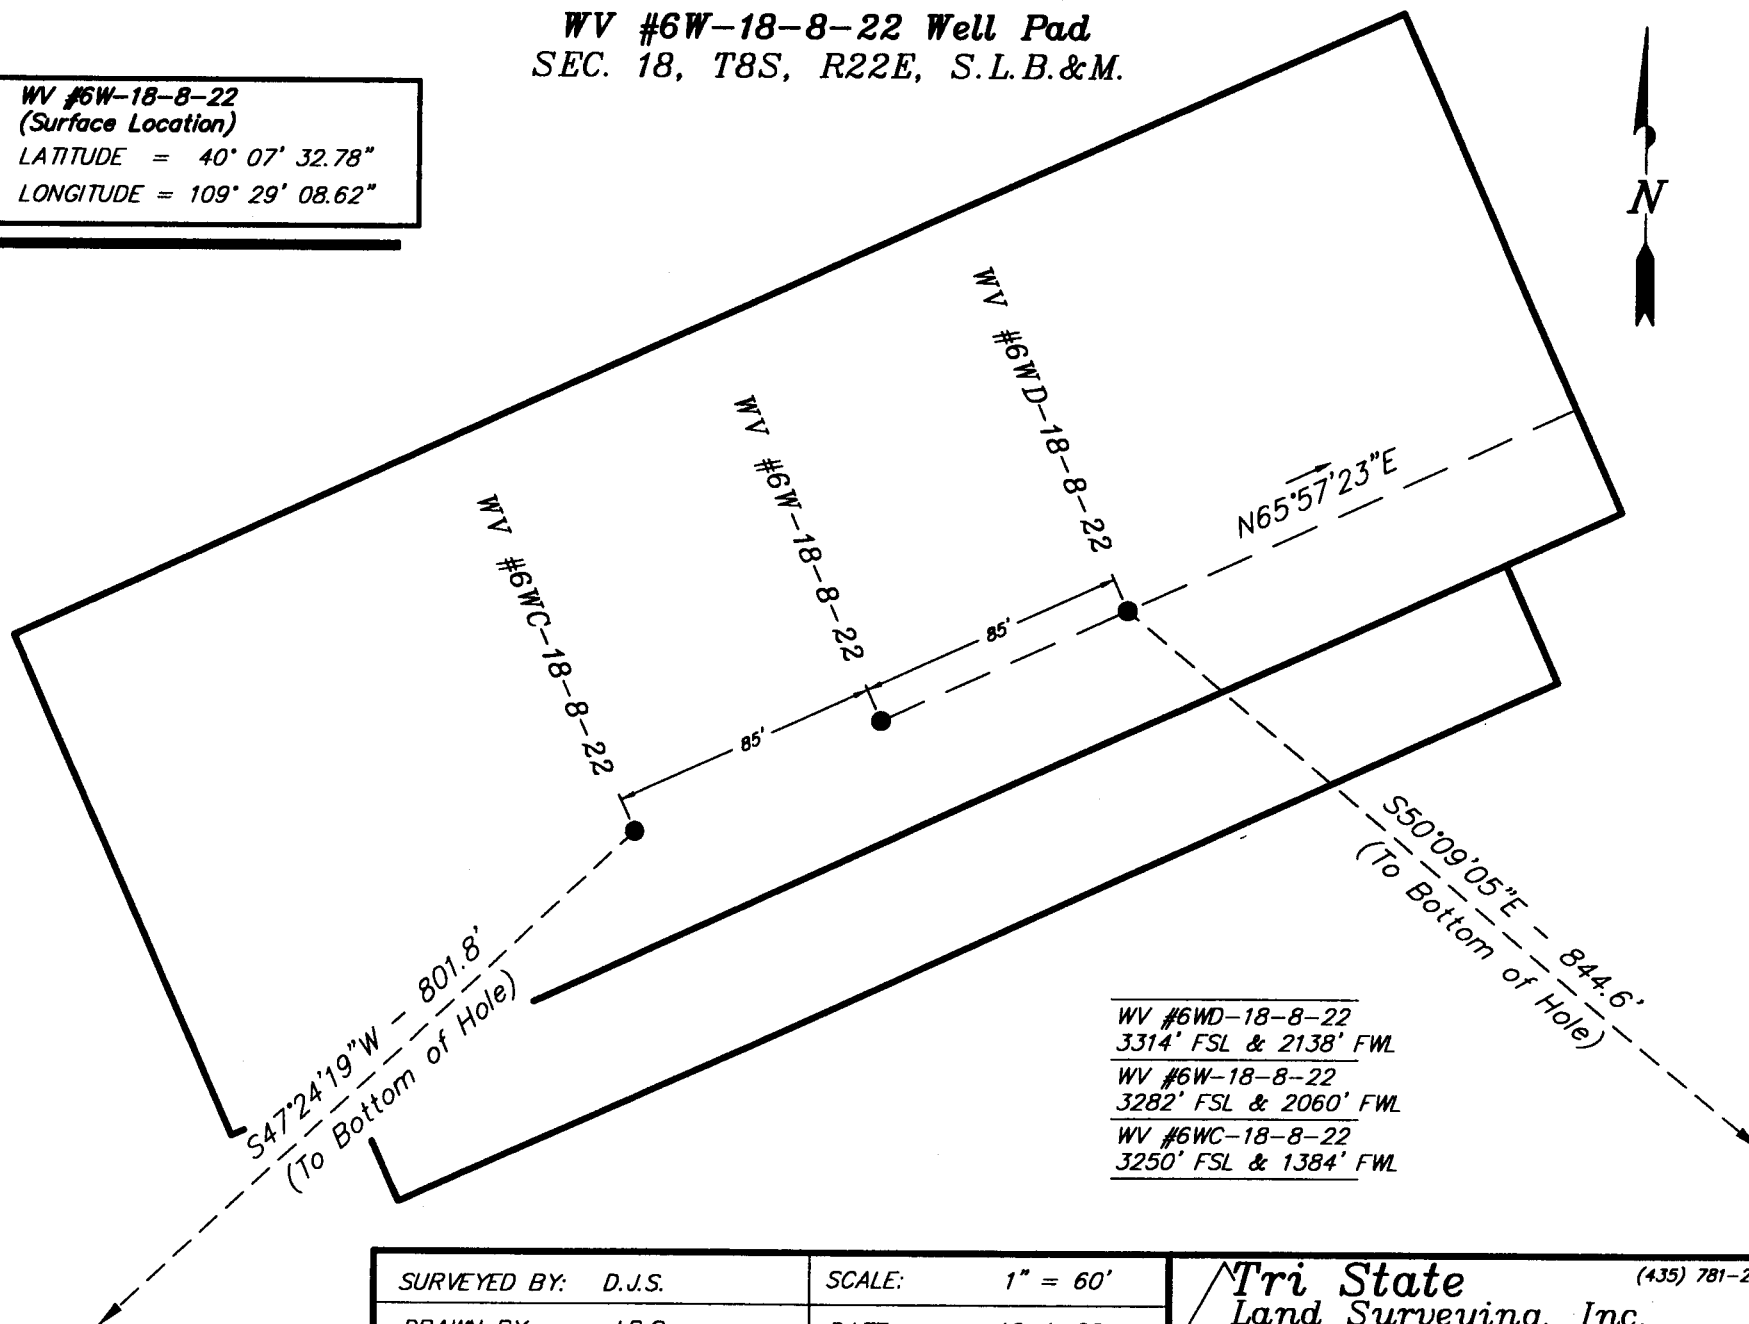 WV #6W-18-8-22 Well Pad
SEC. 18, T8S, R22E, S.L.B.&M.
WV #6W-18-8-22
(Surface Location)
LATITUDE = 40° 07' 32.78"
LONGITUDE = 109° 29' 08.62"
N
WV #6WD-18-8-22
WV #6W-18-8-22
WV #6WC-18-8-22
N65°57'23"E
85'
85'
S50°09'05"E - 844.6'
(To Bottom of Hole)
S47°24'19"W - 801.8'
(To Bottom of Hole)
WV #6WD-18-8-22
3314' FSL & 2138' FWL
WV #6W-18-8-22
3282' FSL & 2060' FWL
WV #6WC-18-8-22
3250' FSL & 1384' FWL
SURVEYED BY: D.J.S.
SCALE: 1" = 60'
Tri State
(435) 781-2
Land Surveying, Inc.
DRAWN BY: